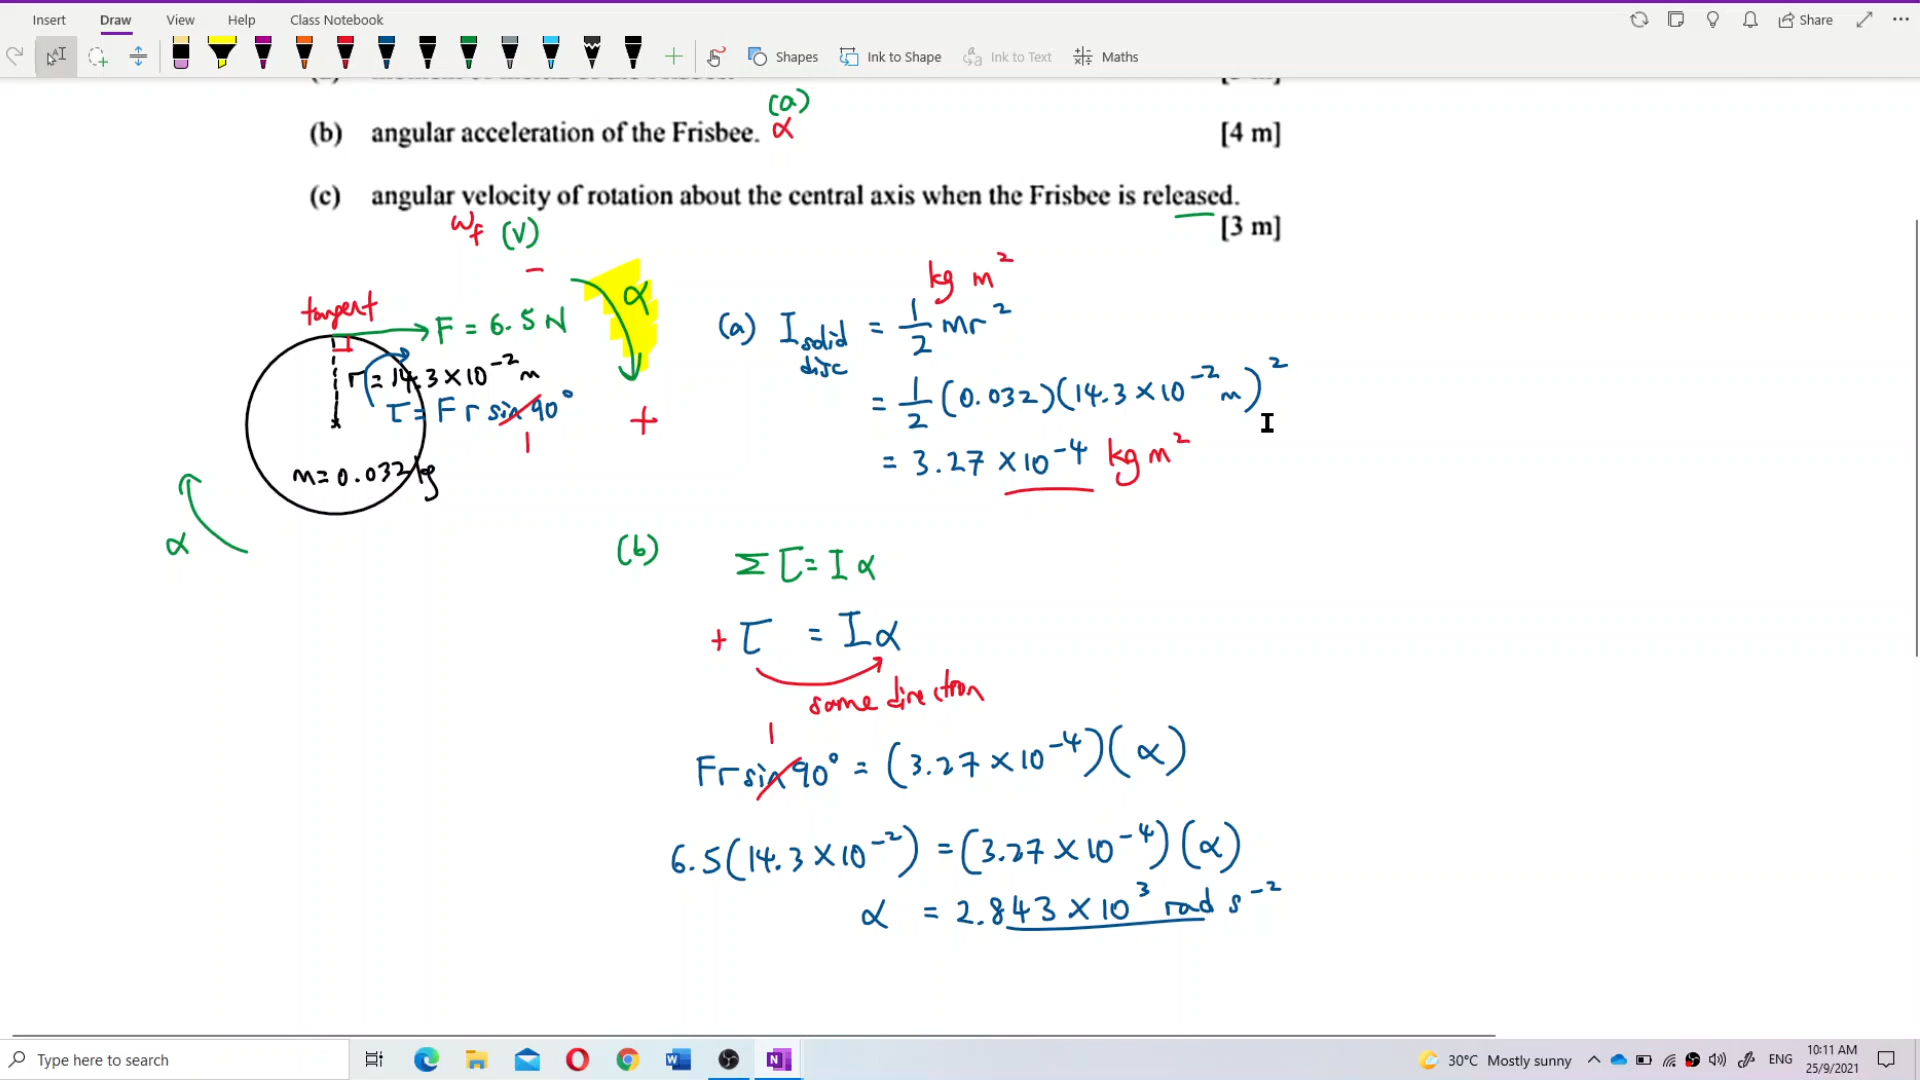 Insert Draw View Help Class Notebook Share
Shapes Ink to Shape Ink to Text Maths
(b) angular acceleration of the Frisbee. (a) α [4 m]
(c) angular velocity of rotation about the central axis when the Frisbee is released.
[3 m]
ωf (v)
−
tangent
F = 6.5 N
α
r = 14.3 × 10⁻² m
τ = F r sin 90°
1
+
m = 0.032 kg
α
kg m²
(a) I solid disc = 1/2 mr²
= 1/2 (0.032)(14.3 × 10⁻² m)²
= 3.27 × 10⁻⁴ kg m²
(b) Στ = I α
+ τ = I α
same direction
1
F r sin 90° = (3.27 × 10⁻⁴)(α)
6.5(14.3 × 10⁻²) = (3.27 × 10⁻⁴)(α)
α = 2.843 × 10³ rad s⁻²
Type here to search
30°C Mostly sunny ENG 10:11 AM
25/9/2021